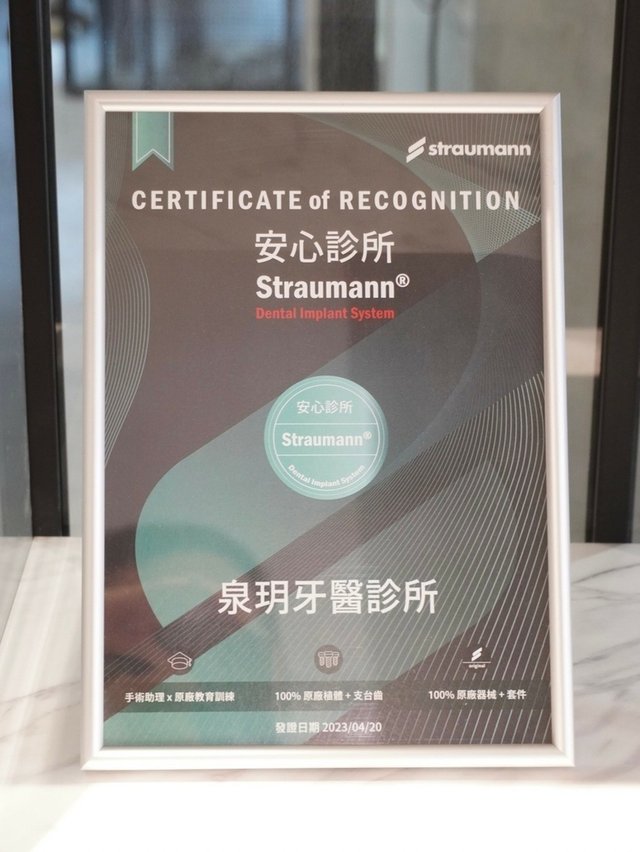 straumann
CERTIFICATE of RECOGNITION
安心診所
Straumann®
Dental Implant System
安心診所
Straumann®
Dental Implant System
泉玥牙醫診所
original
手術助理 x 原廠教育訓練
100% 原廠植體 + 支台齒
100% 原廠器械 + 套件
發證日期 2023/04/20